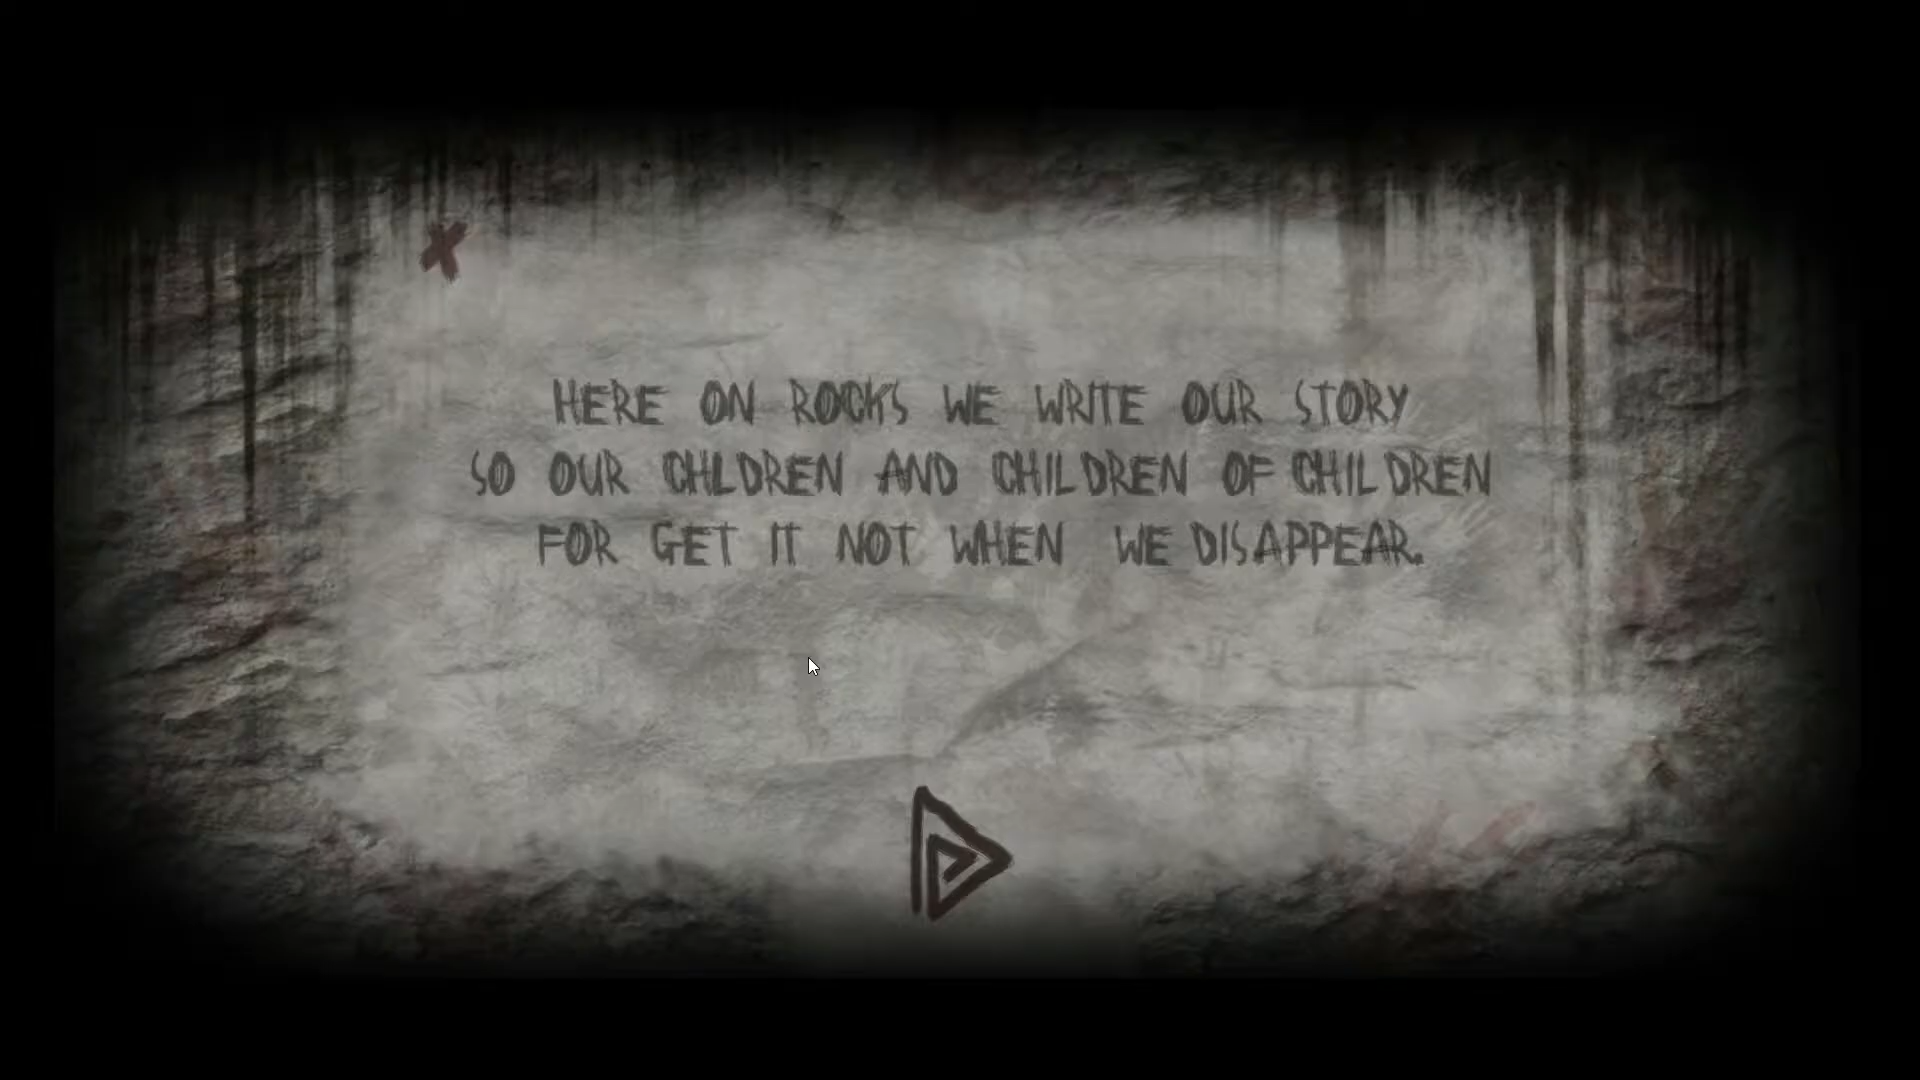 HERE ON ROCKS WE WRITE OUR STORY
SO OUR CHLDREN AND CHILDREN OF CHILDREN
FOR GET IT NOT WHEN WE DISAPPEAR.